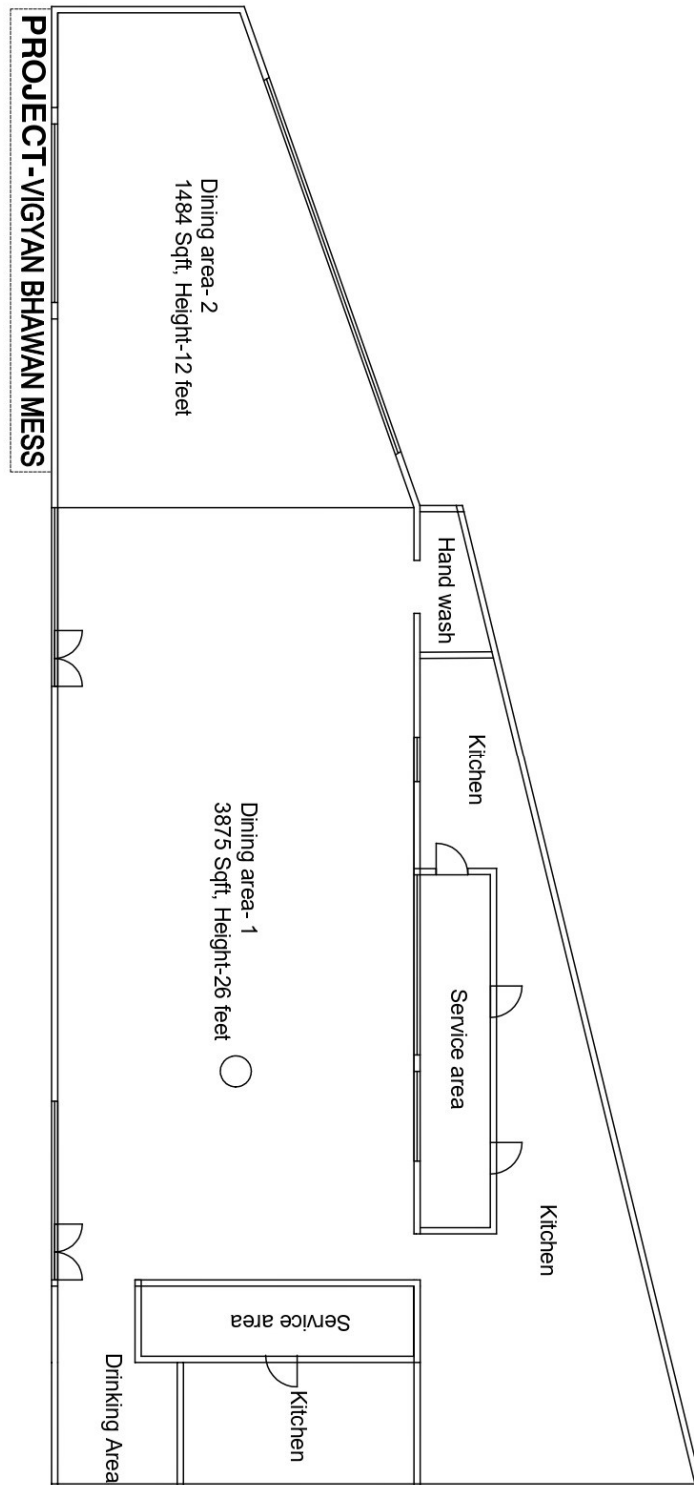 PROJECT-VIGYAN BHAWAN MESS
Dining area- 2
1484 Sqft, Height-12 feet
Hand wash
Kitchen
Dining area- 1
3875 Sqft, Height-26 feet
Service area
Kitchen
Service area
Kitchen
Drinking Area